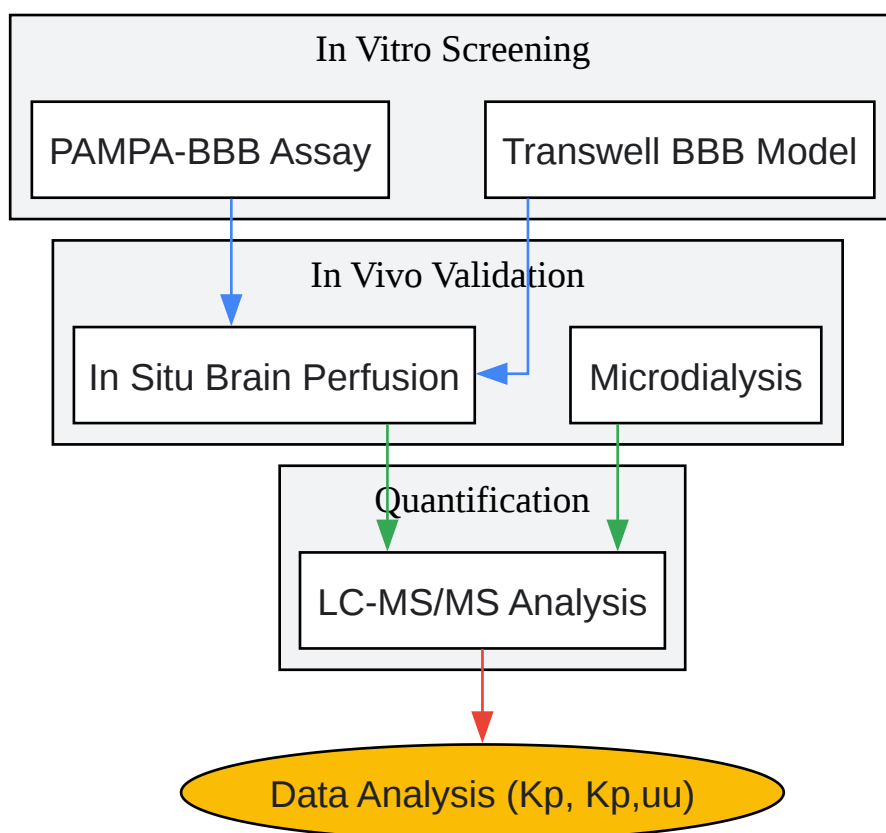 In Vitro Screening
PAMPA-BBB Assay
Transwell BBB Model
In Vivo Validation
In Situ Brain Perfusion
Microdialysis
Quantification
LC-MS/MS Analysis
Data Analysis (Kp, Kp,uu)